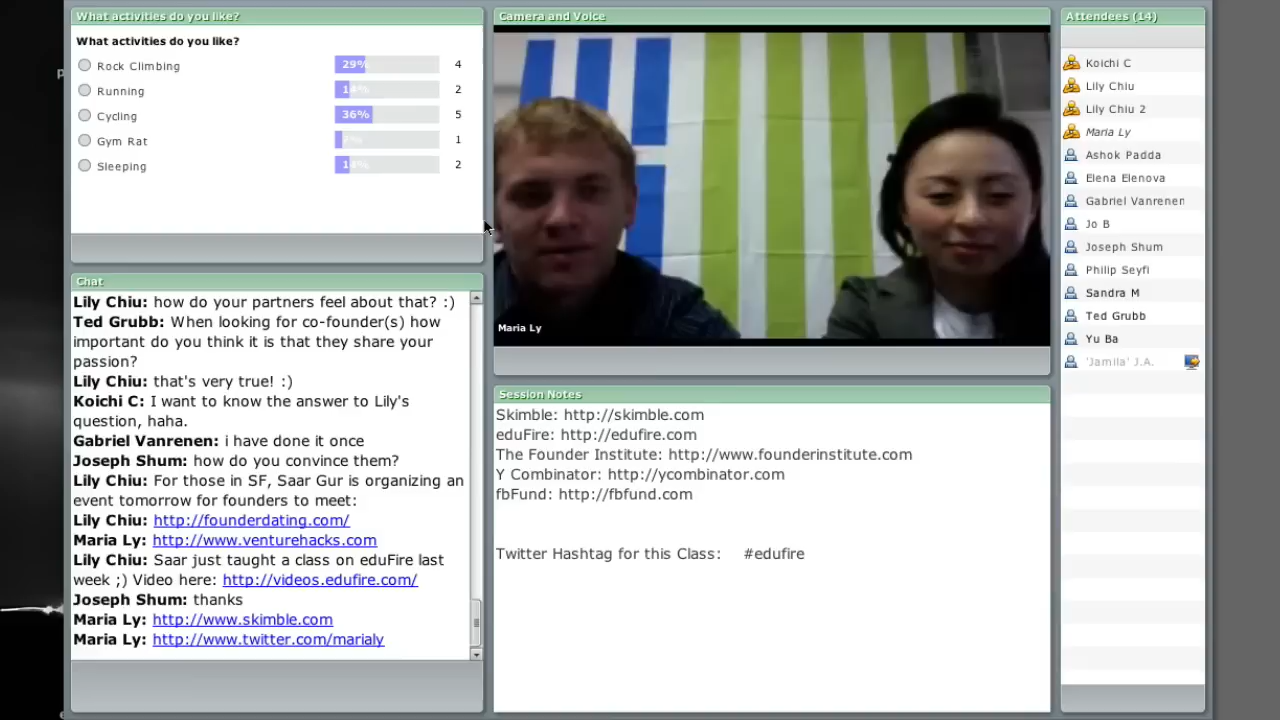 What activities do you like?
What activities do you like?
Rock Climbing 29% 4
Running 14% 2
Cycling 36% 5
Gym Rat 7% 1
Sleeping 14% 2
Chat
Lily Chiu: how do your partners feel about that? :)
Ted Grubb: When looking for co-founder(s) how
important do you think it is that they share your
passion?
Lily Chiu: that's very true! :)
Koichi C: I want to know the answer to Lily's
question, haha.
Gabriel Vanrenen: i have done it once
Joseph Shum: how do you convince them?
Lily Chiu: For those in SF, Saar Gur is organizing an
event tomorrow for founders to meet:
Lily Chiu: http://founderdating.com/
Maria Ly: http://www.venturehacks.com
Lily Chiu: Saar just taught a class on eduFire last
week ;) Video here: http://videos.edufire.com/
Joseph Shum: thanks
Maria Ly: http://www.skimble.com
Maria Ly: http://www.twitter.com/marialy
Camera and Voice
Maria Ly
Session Notes
Skimble: http://skimble.com
eduFire: http://edufire.com
The Founder Institute: http://www.founderinstitute.com
Y Combinator: http://ycombinator.com
fbFund: http://fbfund.com
Twitter Hashtag for this Class: #edufire
Attendees (14)
Koichi C
Lily Chiu
Lily Chiu 2
Maria Ly
Ashok Padda
Elena Elenova
Gabriel Vanrenen
Jo B
Joseph Shum
Philip Seyfi
Sandra M
Ted Grubb
Yu Ba
'Jamila' J.A.